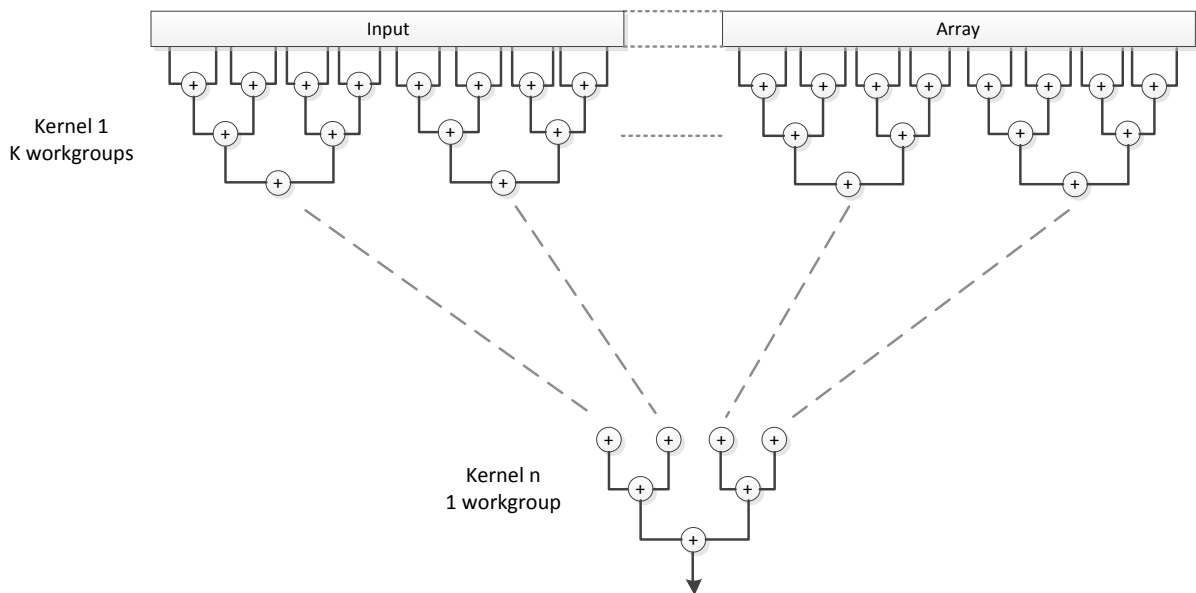 Input
Array
+ + + + + + + + + + + + + + + +
Kernel 1
K workgroups
+ + + + + + + +
+ + + +
+ + + +
Kernel n
1 workgroup
+ +
+